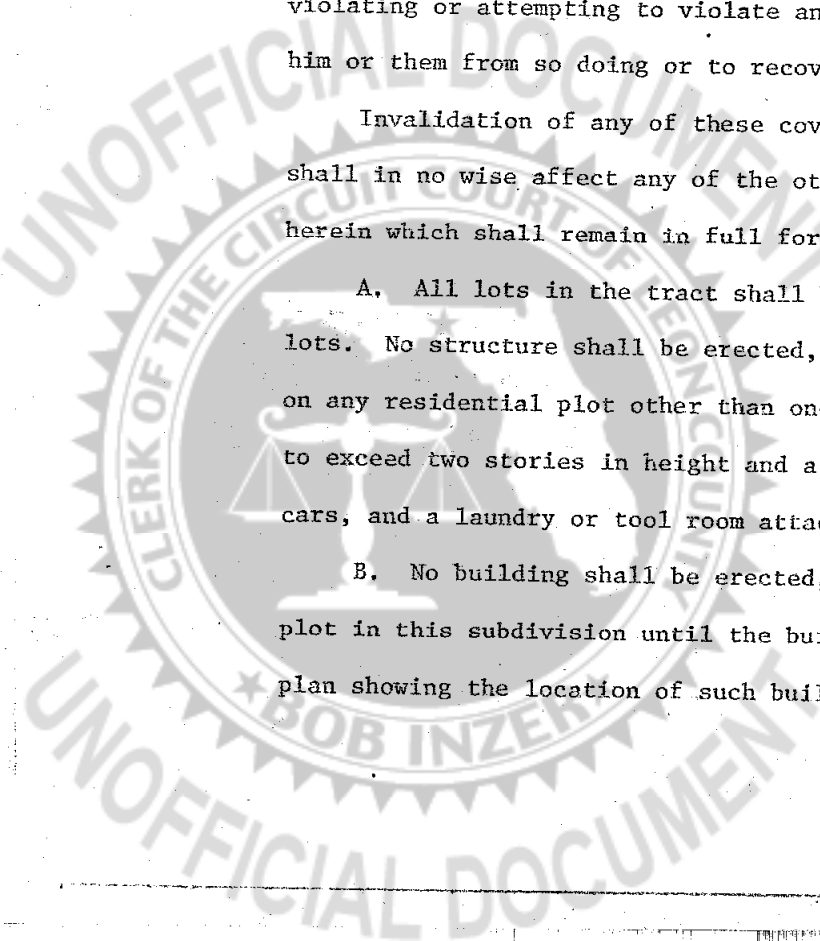 violating or attempting to violate an
him or them from so doing or to recov
Invalidation of any of these cov
shall in no wise affect any of the ot
herein which shall remain in full for
A. All lots in the tract shall
lots. No structure shall be erected,
on any residential plot other than on
to exceed two stories in height and a
cars, and a laundry or tool room atta
B. No building shall be erected,
plot in this subdivision until the bu
plan showing the location of such buil
UNOFFICIAL DOCUMENT
CLERK OF THE CIRCUIT COURT OF LEON COUNTY
BOB INZER
UNOFFICIAL DOCUMENT